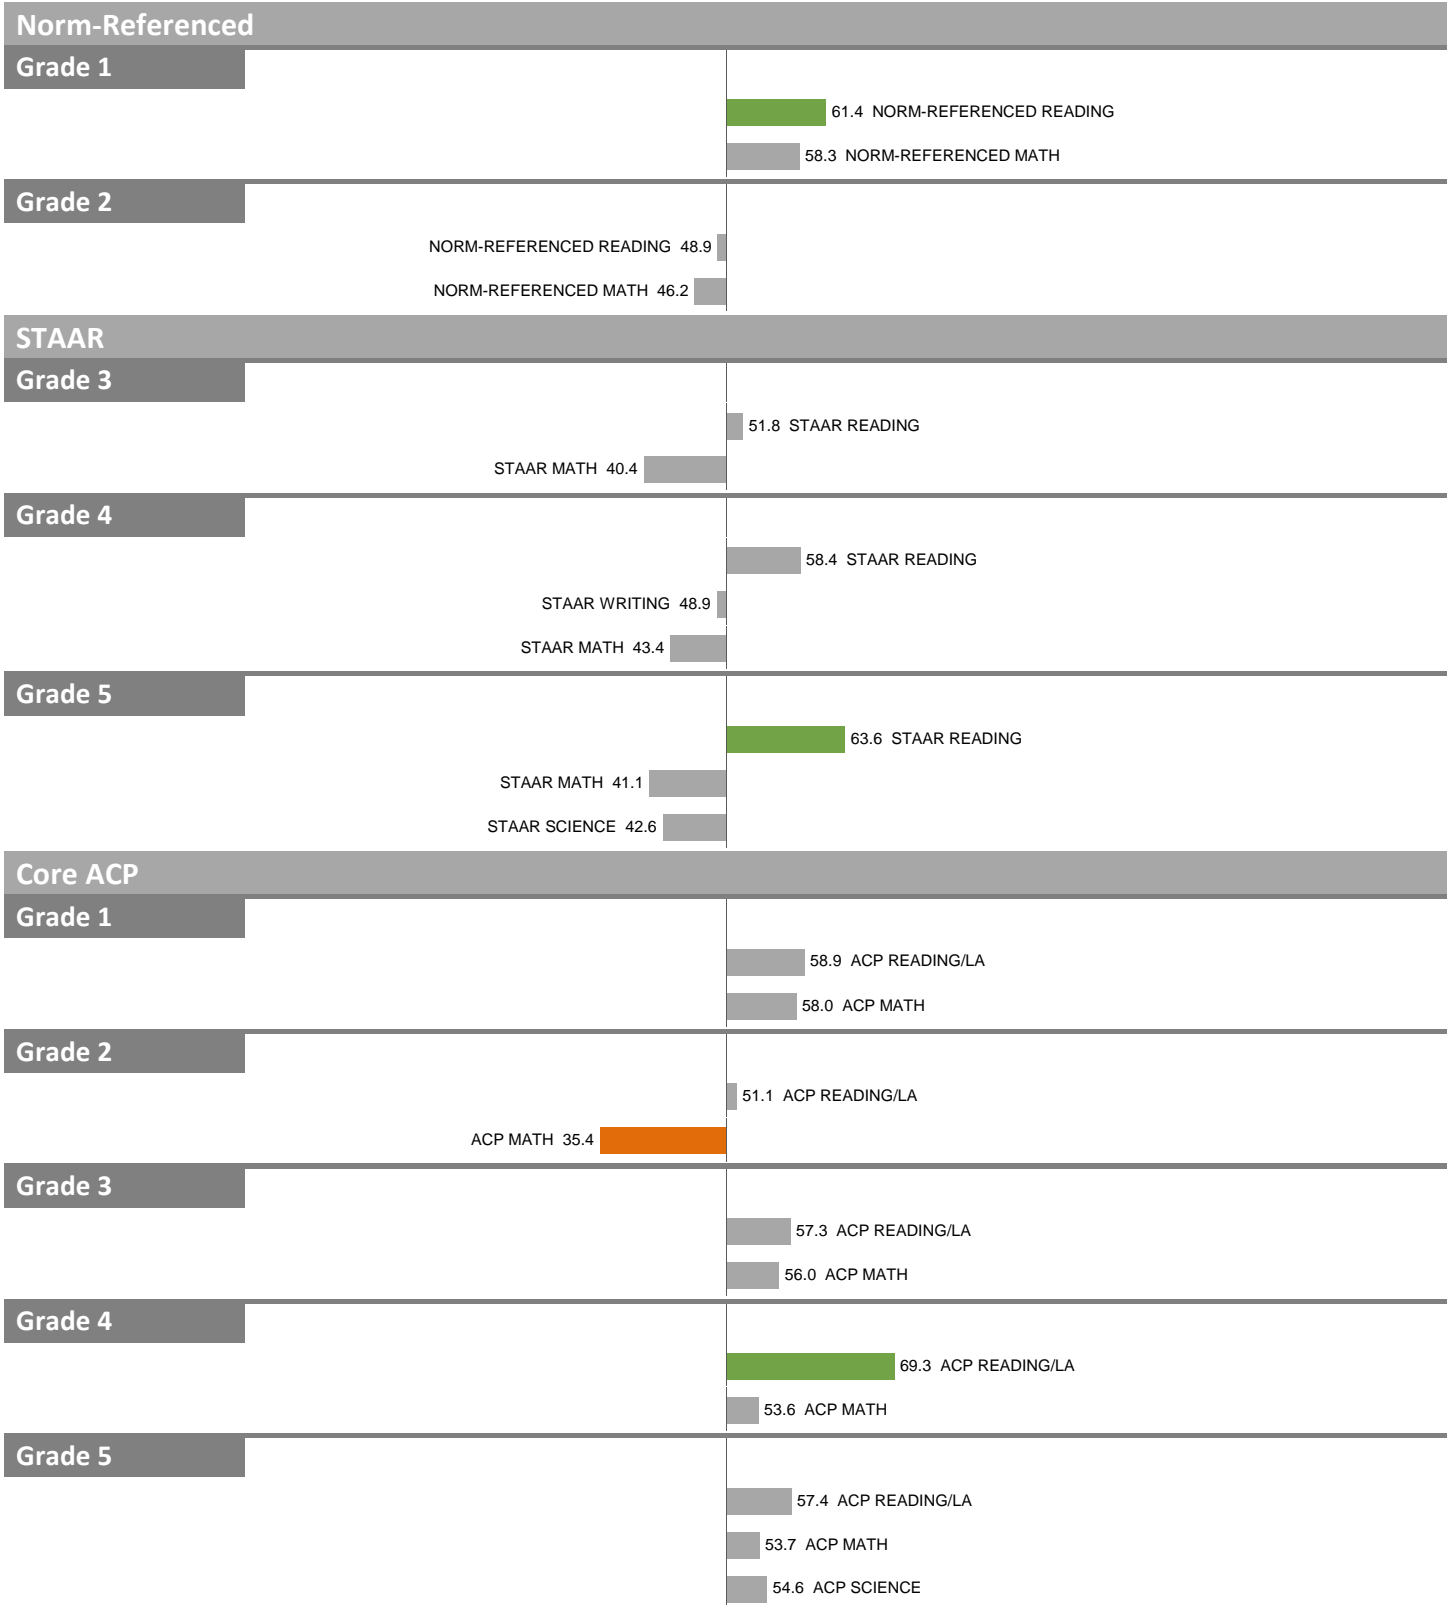 Norm-Referenced
Grade 1
61.4 NORM-REFERENCED READING
58.3 NORM-REFERENCED MATH
Grade 2
NORM-REFERENCED READING 48.9
NORM-REFERENCED MATH 46.2
STAAR
Grade 3
51.8 STAAR READING
STAAR MATH 40.4
Grade 4
58.4 STAAR READING
STAAR WRITING 48.9
STAAR MATH 43.4
Grade 5
63.6 STAAR READING
STAAR MATH 41.1
STAAR SCIENCE 42.6
Core ACP
Grade 1
58.9 ACP READING/LA
58.0 ACP MATH
Grade 2
51.1 ACP READING/LA
ACP MATH 35.4
Grade 3
57.3 ACP READING/LA
56.0 ACP MATH
Grade 4
69.3 ACP READING/LA
53.6 ACP MATH
Grade 5
57.4 ACP READING/LA
53.7 ACP MATH
54.6 ACP SCIENCE